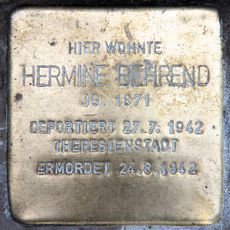 HIER WOHNTE
HERMINE BEHREND
JG. 1871
DEPORTIERT 27.7. 1942
THERESIENSTADT
ERMORDET 24.8.1942